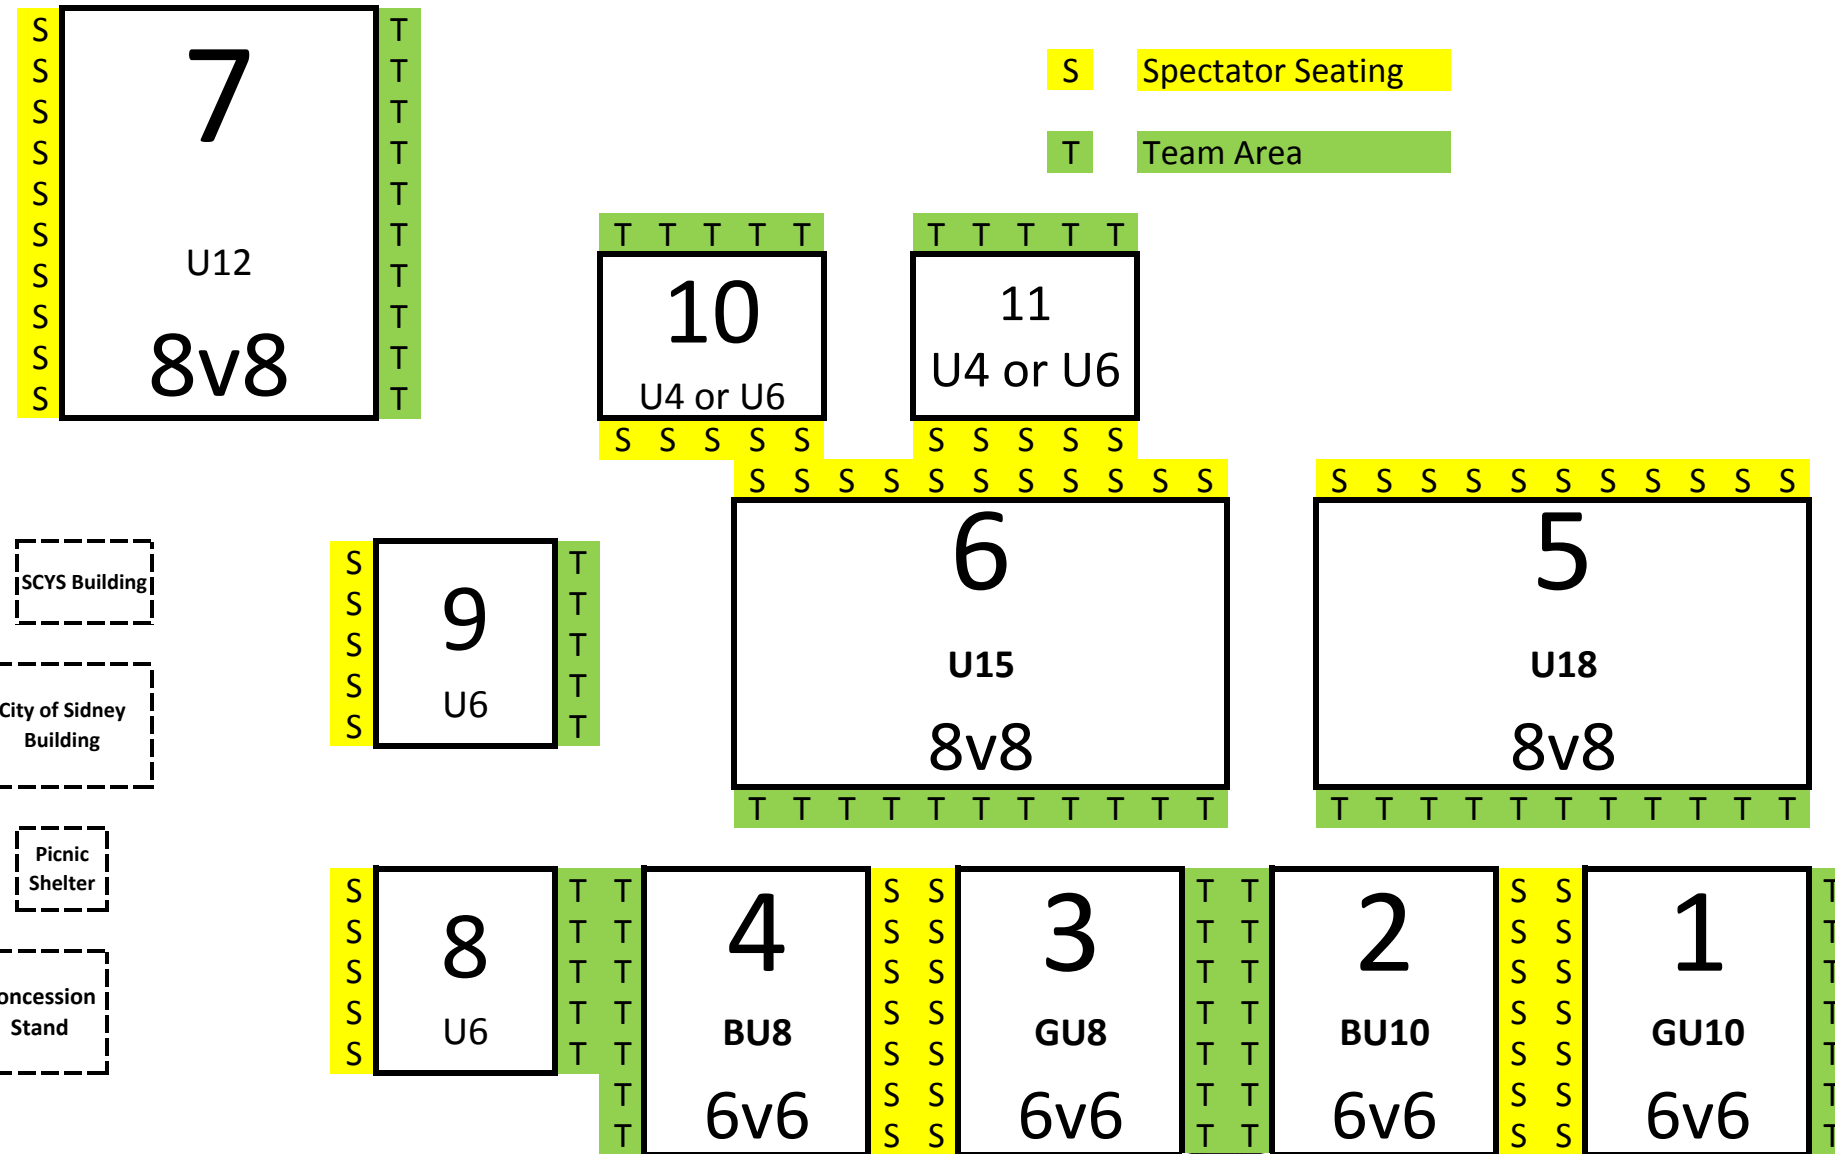 S T
S 7 T
S T
S T
S T
S T
S U12 T
S T
S 8v8 T
S T
S Spectator Seating
T Team Area
T T T T T
10
U4 or U6
S S S S S
T T T T T
11
U4 or U6
S S S S S
S S S S S S S S S S S
6
U15
8v8
T T T T T T T T T T T
S S S S S S S S S S S
5
U18
8v8
T T T T T T T T T T T
SCYS Building
City of Sidney
Building
Picnic
Shelter
oncession
Stand
S T
S 9 T
S T
S U6 T
S T
S T T S S T T S S T
S 8 T T 4 S S 3 T T 2 S S 1 T
S T T S S T T S S T
S U6 T T BU8 S S GU8 T T BU10 S S GU10 T
S T T S S T T S S T
T 6v6 S S 6v6 T T 6v6 S S 6v6 T
T S S T T S S T